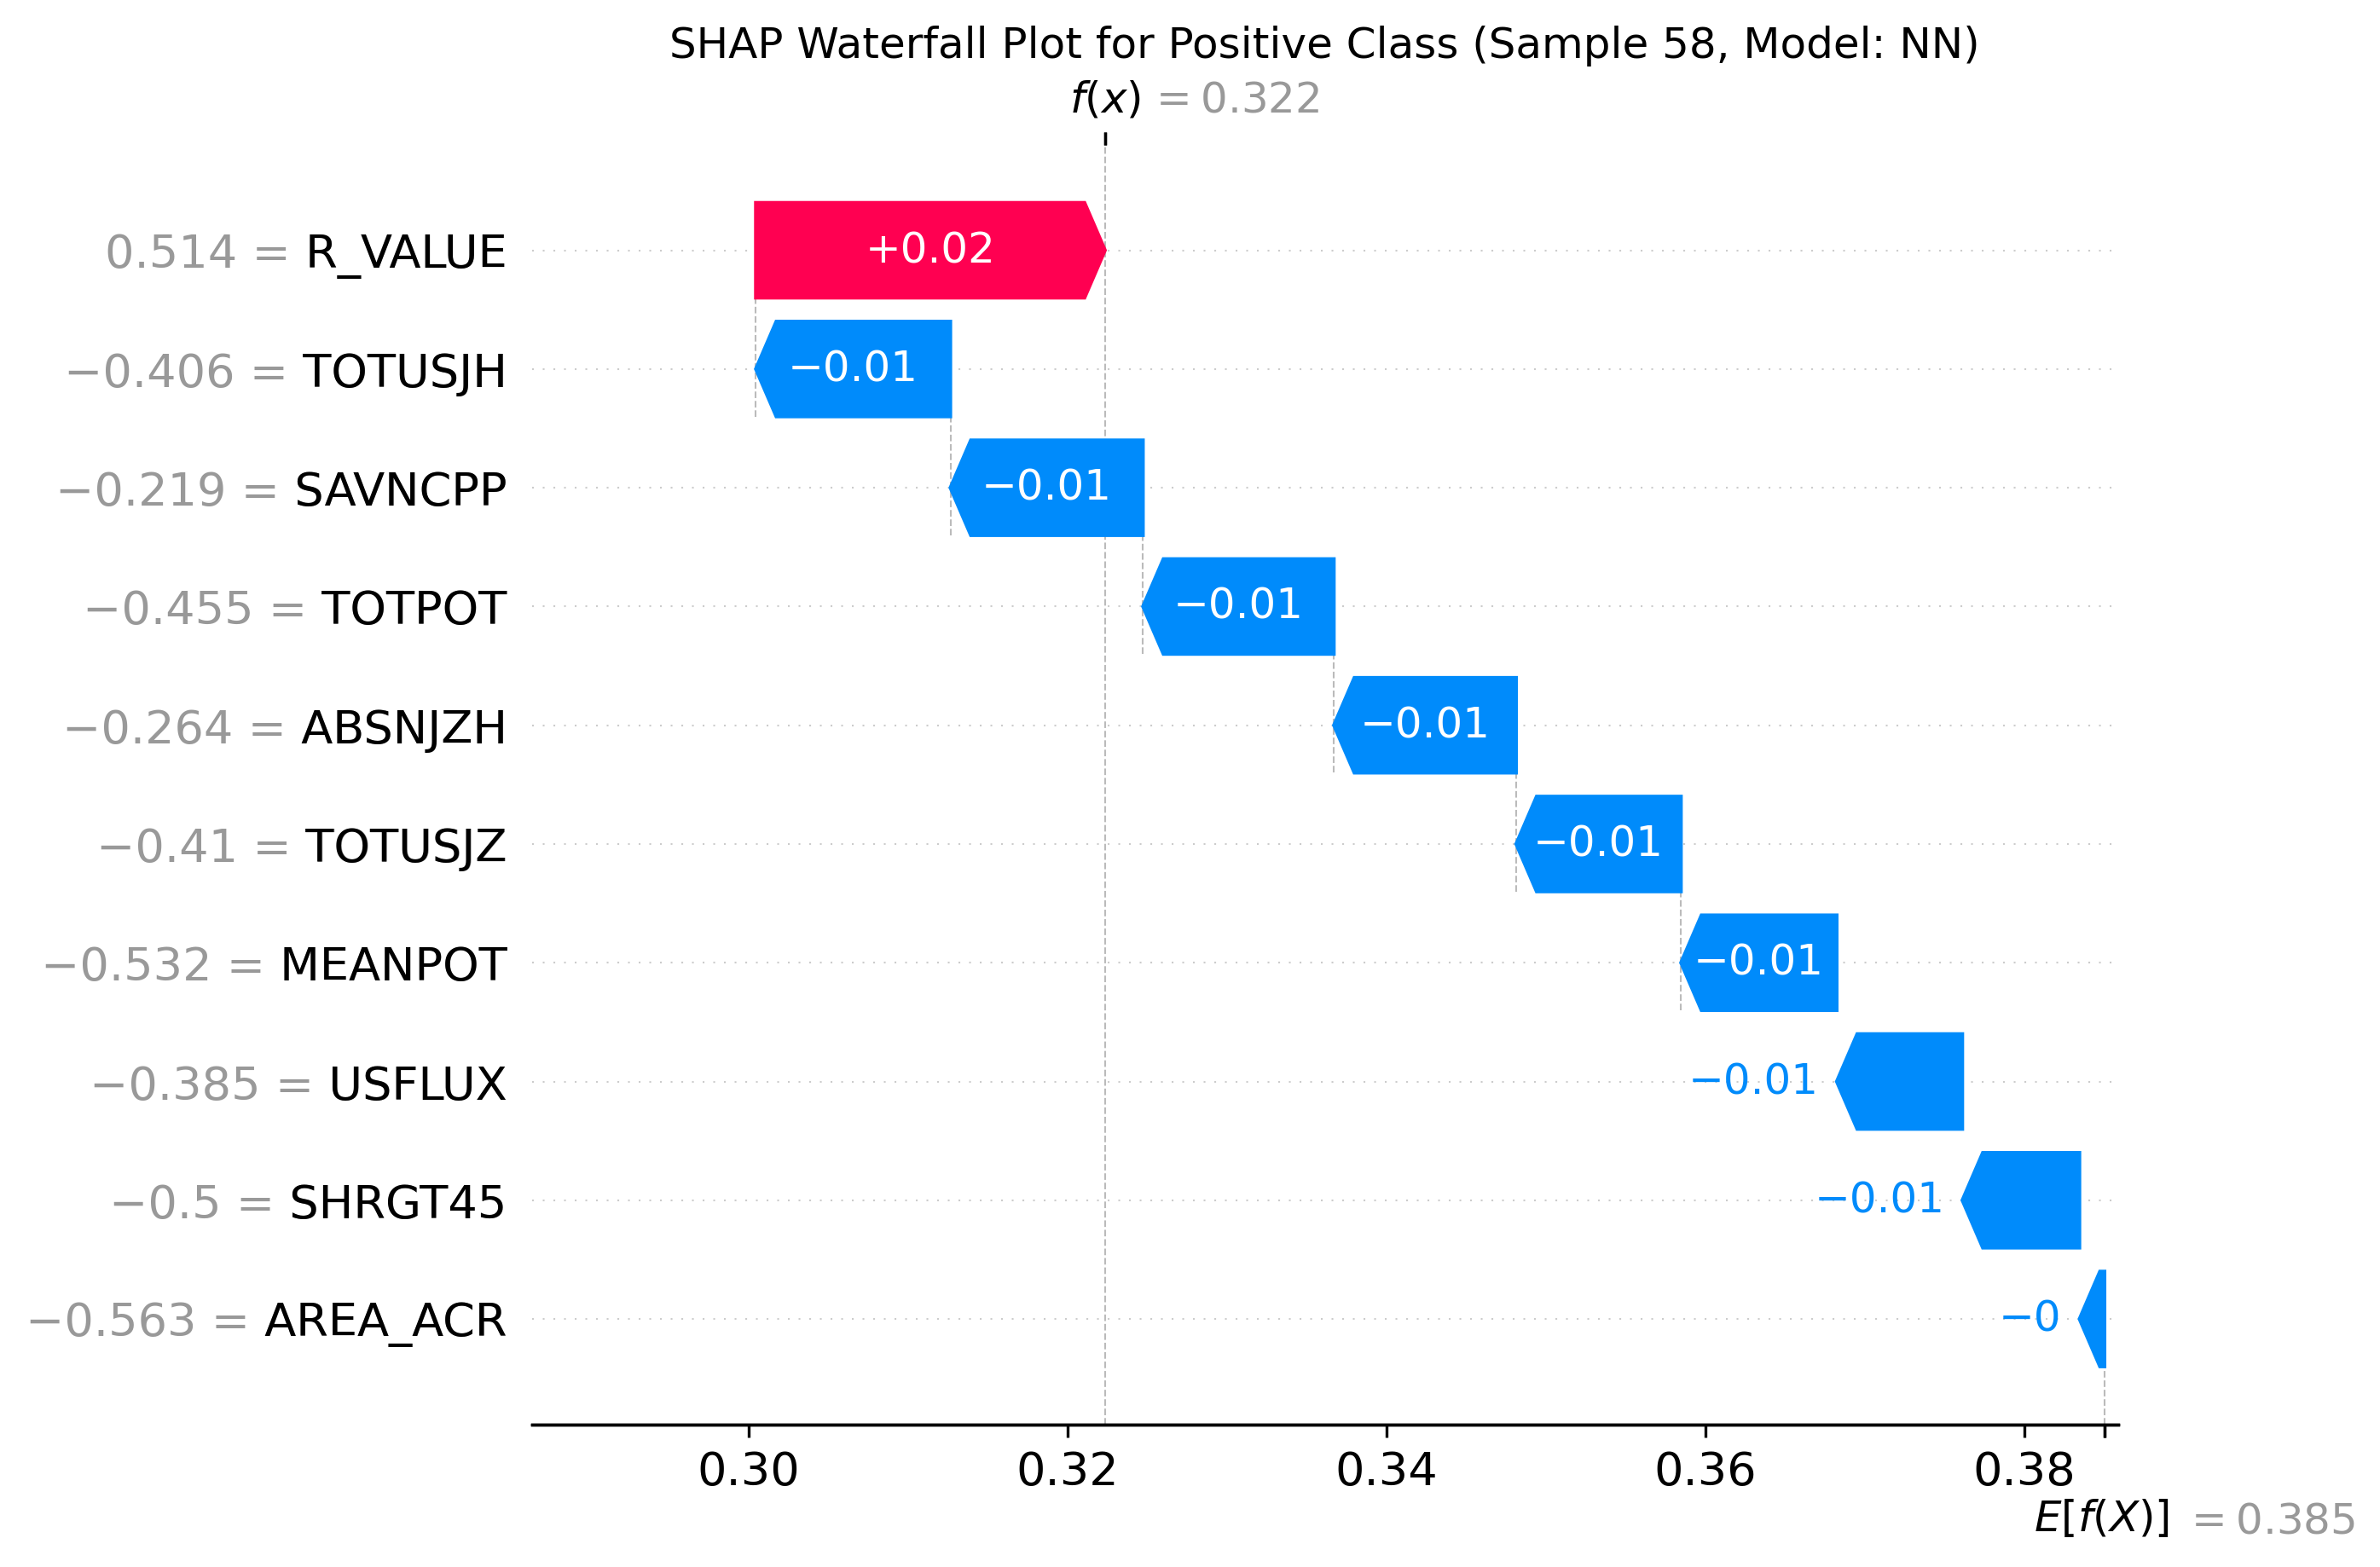 SHAP Waterfall Plot for Positive Class (Sample 58, Model: NN)
f(x) = 0.322
0.514 = R_VALUE
+0.02
−0.406 = TOTUSJH
−0.01
−0.219 = SAVNCPP
−0.01
−0.455 = TOTPOT
−0.01
−0.264 = ABSNJZH
−0.01
−0.41 = TOTUSJZ
−0.01
−0.532 = MEANPOT
−0.01
−0.385 = USFLUX
−0.01
−0.5 = SHRGT45
−0.01
−0.563 = AREA_ACR
−0
0.30 0.32 0.34 0.36 0.38
E[f(X)] = 0.385